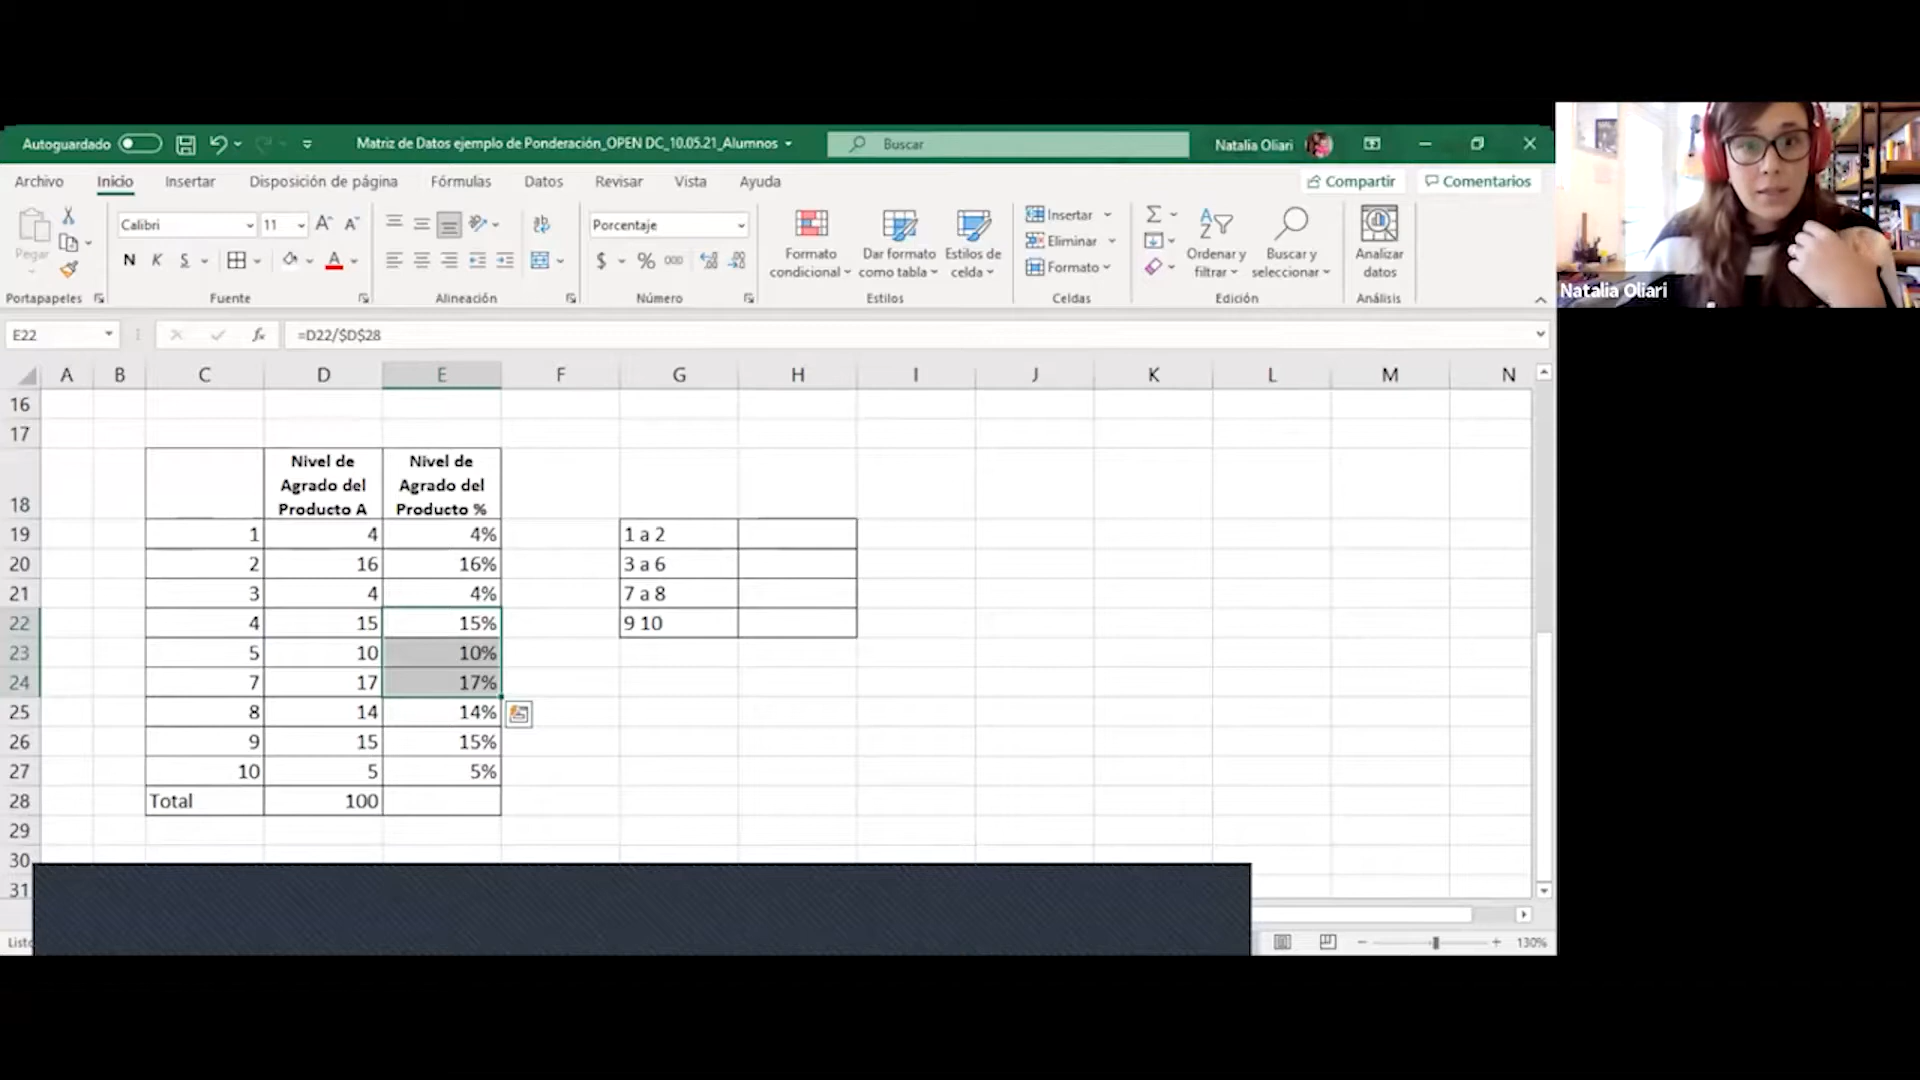 Autoguardado
Matriz de Datos ejemplo de Ponderación_OPEN DC_10.05.21_Alumnos
Buscar
Natalia Oliari
Archivo Inicio Insertar Disposición de página Fórmulas Datos Revisar Vista Ayuda
Compartir Comentarios
Pegar
Calibri 11
N K S
Porcentaje
$ % 000
Formato condicional
Dar formato como tabla
Estilos de celda
Insertar
Eliminar
Formato
Ordenar y filtrar
Buscar y seleccionar
Analizar datos
Portapapeles Fuente Alineación Número Estilos Celdas Edición Análisis
E22 fx =D22/$D$28
A B C D E F G H I J K L M N
16
17
18 Nivel de Agrado del Producto A Nivel de Agrado del Producto %
19 1 4 4% 1 a 2
20 2 16 16% 3 a 6
21 3 4 4% 7 a 8
22 4 15 15% 9 10
23 5 10 10%
24 7 17 17%
25 8 14 14%
26 9 15 15%
27 10 5 5%
28 Total 100
29
30
31
130%
Natalia Oliari